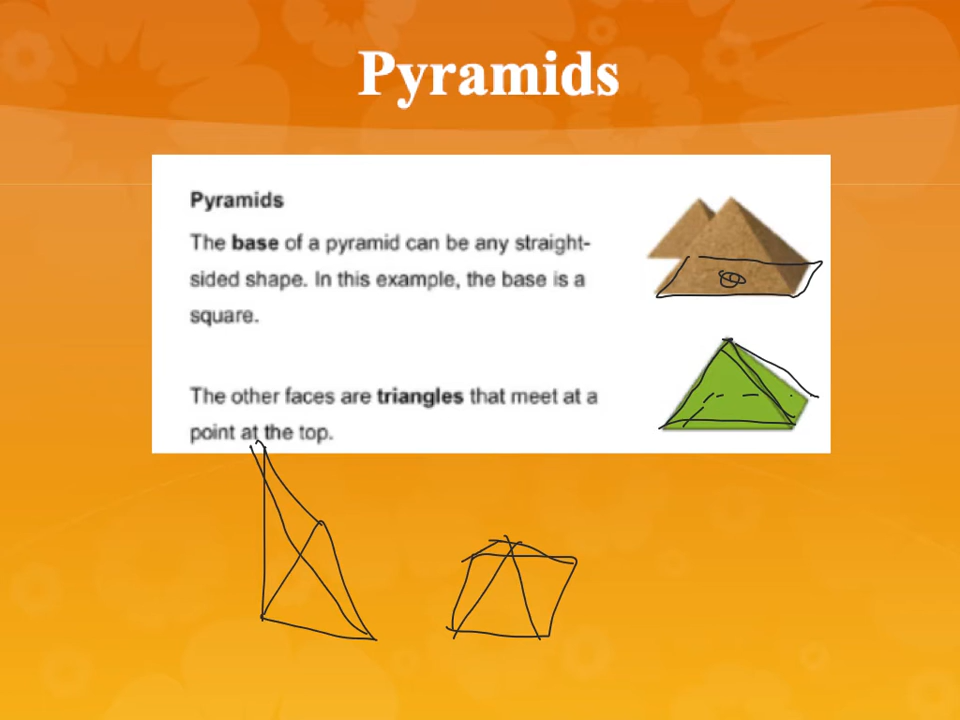 Pyramids
Pyramids
The base of a pyramid can be any straight-
sided shape. In this example, the base is a
square.
The other faces are triangles that meet at a
point at the top.